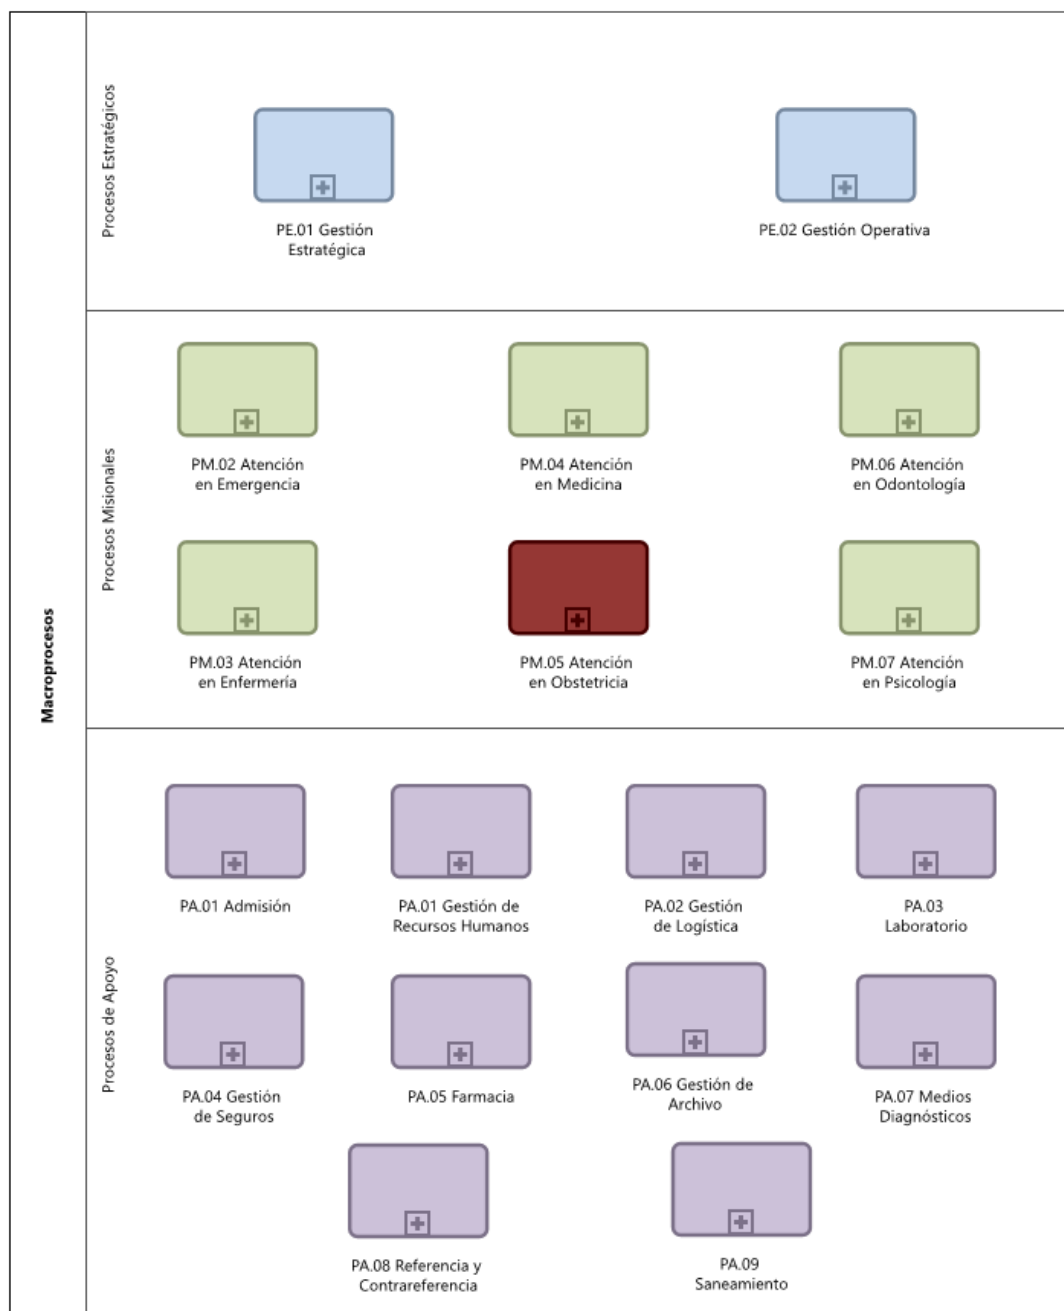 Macroprocesos
Procesos Estratégicos
PE.01 Gestión
Estratégica
PE.02 Gestión Operativa
Procesos Misionales
PM.02 Atención
en Emergencia
PM.04 Atención
en Medicina
PM.06 Atención
en Odontología
PM.03 Atención
en Enfermería
PM.05 Atención
en Obstetricia
PM.07 Atención
en Psicología
Procesos de Apoyo
PA.01 Admisión
PA.01 Gestión de
Recursos Humanos
PA.02 Gestión
de Logística
PA.03
Laboratorio
PA.04 Gestión
de Seguros
PA.05 Farmacia
PA.06 Gestión de
Archivo
PA.07 Medios
Diagnósticos
PA.08 Referencia y
Contrareferencia
PA.09
Saneamiento